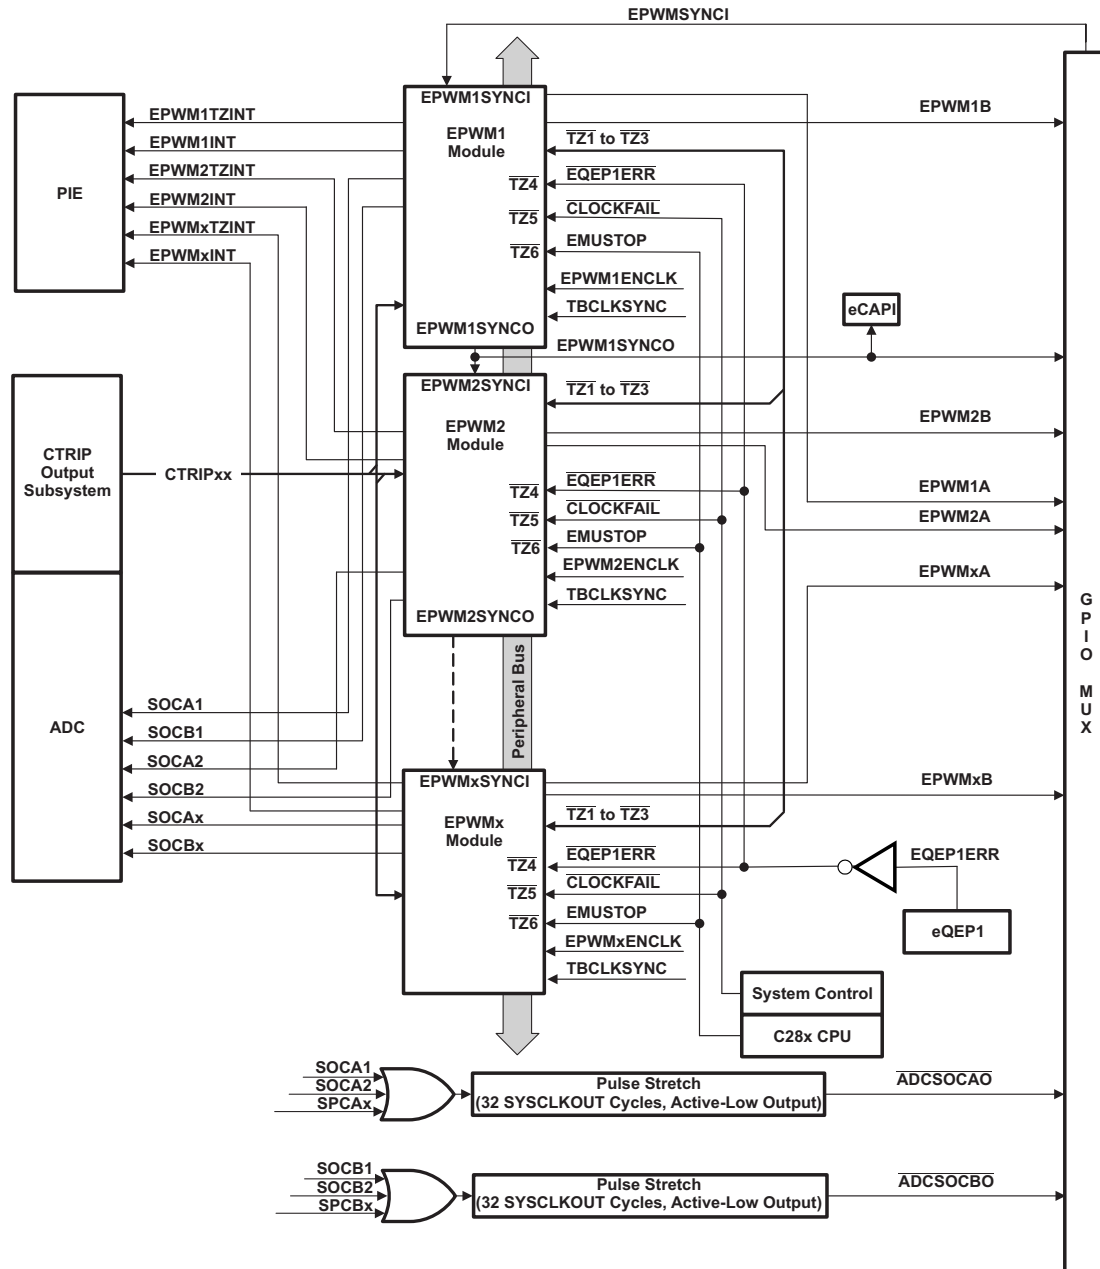 EPWMSYNCI
EPWM1SYNCI
EPWM1TZINT
EPWM1INT
EPWM2TZINT
EPWM2INT
EPWMxTZINT
EPWMxINT
PIE
EPWM1
Module
TZ1 to TZ3
TZ4
EQEP1ERR
TZ5
CLOCKFAIL
TZ6
EMUSTOP
EPWM1ENCLK
TBCLKSYNC
EPWM1SYNCO
EPWM1B
eCAPI
EPWM1SYNCO
EPWM2SYNCI
TZ1 to TZ3
EPWM2
Module
EPWM2B
CTRIP
Output
Subsystem
CTRIPxx
TZ4
EQEP1ERR
TZ5
CLOCKFAIL
TZ6
EMUSTOP
EPWM2ENCLK
TBCLKSYNC
EPWM2SYNCO
EPWM1A
EPWM2A
EPWMxA
GPIO MUX
Peripheral Bus
ADC
SOCA1
SOCB1
SOCA2
SOCB2
SOCAx
SOCBx
EPWMxSYNCI
EPWMxB
EPWMx
Module
TZ1 to TZ3
TZ4
EQEP1ERR
EQEP1ERR
TZ5
CLOCKFAIL
TZ6
EMUSTOP
EPWMxENCLK
TBCLKSYNC
eQEP1
System Control
C28x CPU
SOCA1
SOCA2
SPCAx
Pulse Stretch
(32 SYSCLKOUT Cycles, Active-Low Output)
ADCSOCAO
SOCB1
SOCB2
SPCBx
Pulse Stretch
(32 SYSCLKOUT Cycles, Active-Low Output)
ADCSOCBO